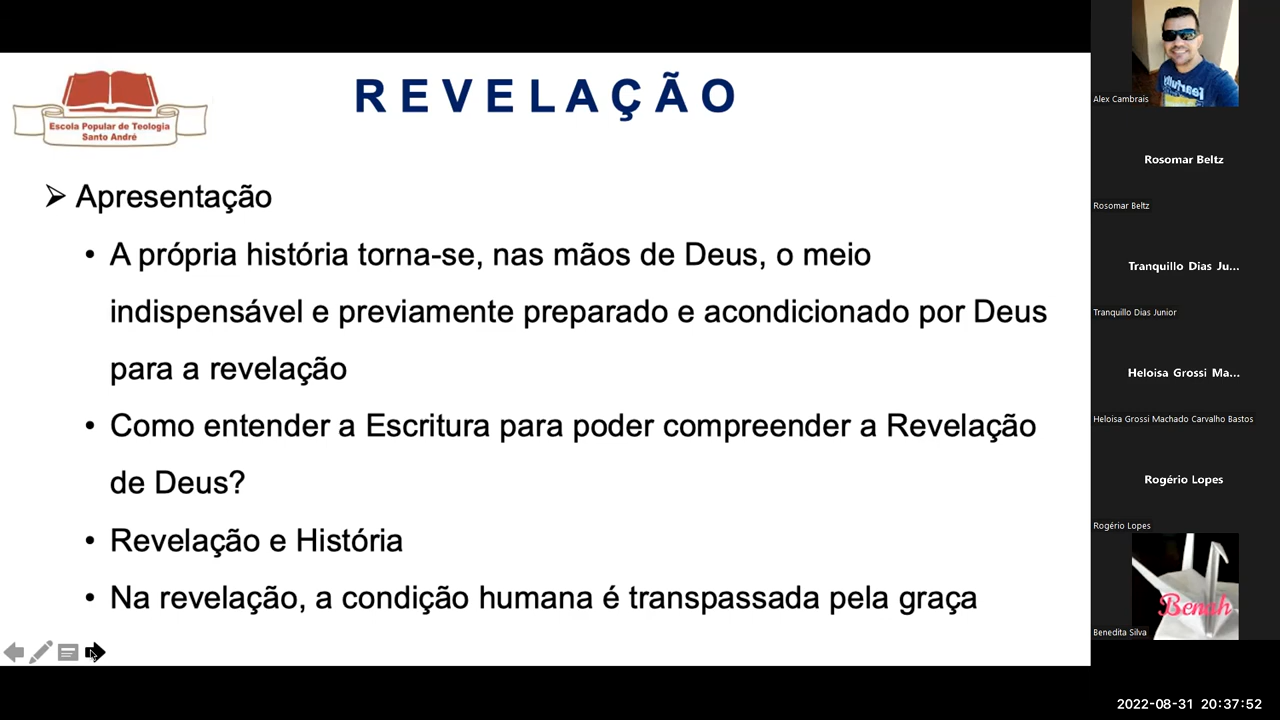 Escola Popular de Teologia
Santo André
REVELAÇÃO
Apresentação
A própria história torna-se, nas mãos de Deus, o meio
indispensável e previamente preparado e acondicionado por Deus
para a revelação
Como entender a Escritura para poder compreender a Revelação
de Deus?
Revelação e História
Na revelação, a condição humana é transpassada pela graça
Alex Cambrais
Rosomar Beltz
Rosomar Beltz
Tranquillo Dias Ju...
Tranquillo Dias Junior
Heloisa Grossi Ma...
Heloisa Grossi Machado Carvalho Bastos
Rogério Lopes
Rogério Lopes
Benah
Benedita Silva
2022-08-31 20:37:52